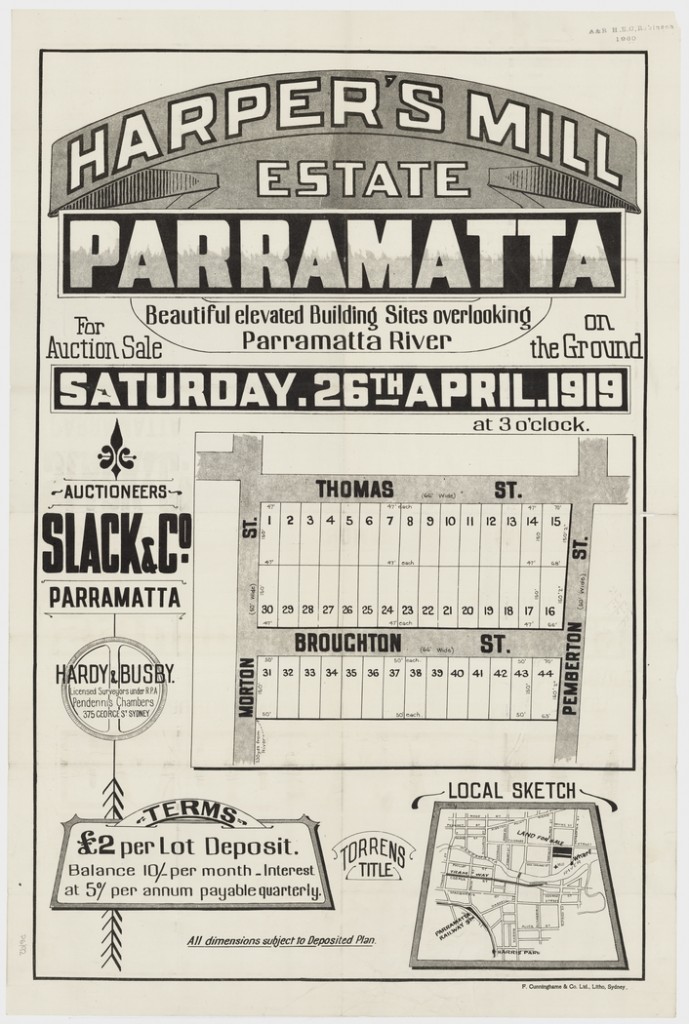 1890
HARPER'S MILL
ESTATE
PARRAMATTA
Beautiful elevated Building Sites overlooking
Parramatta River
For
Auction Sale
on
the Ground
SATURDAY. 26TH APRIL. 1919
at 3 o'clock.
AUCTIONEERS
SLACK & CO.
PARRAMATTA
HARDY & BUSBY.
Licensed Surveyors under R.P.A
Pendennis Chambers
375 GEORGE ST SYDNEY
THOMAS (66' Wide) ST.
1 2 3 4 5 6 7 8 9 10 11 12 13 14 15
30 29 28 27 26 25 24 23 22 21 20 19 18 17 16
BROUGHTON (66' Wide) ST.
31 32 33 34 35 36 37 38 39 40 41 42 43 44
MORTON ST.
PEMBERTON ST.
TERMS
£2 per Lot Deposit.
Balance 10/- per month - Interest
at 5% per annum payable quarterly.
TORRENS
TITLE
LOCAL SKETCH
LAND FOR SALE
PARRAMATTA
RAILWAY STN
HARRIS PARK
All dimensions subject to Deposited Plan.
F. Cunninghame & Co. Ltd., Litho, Sydney.